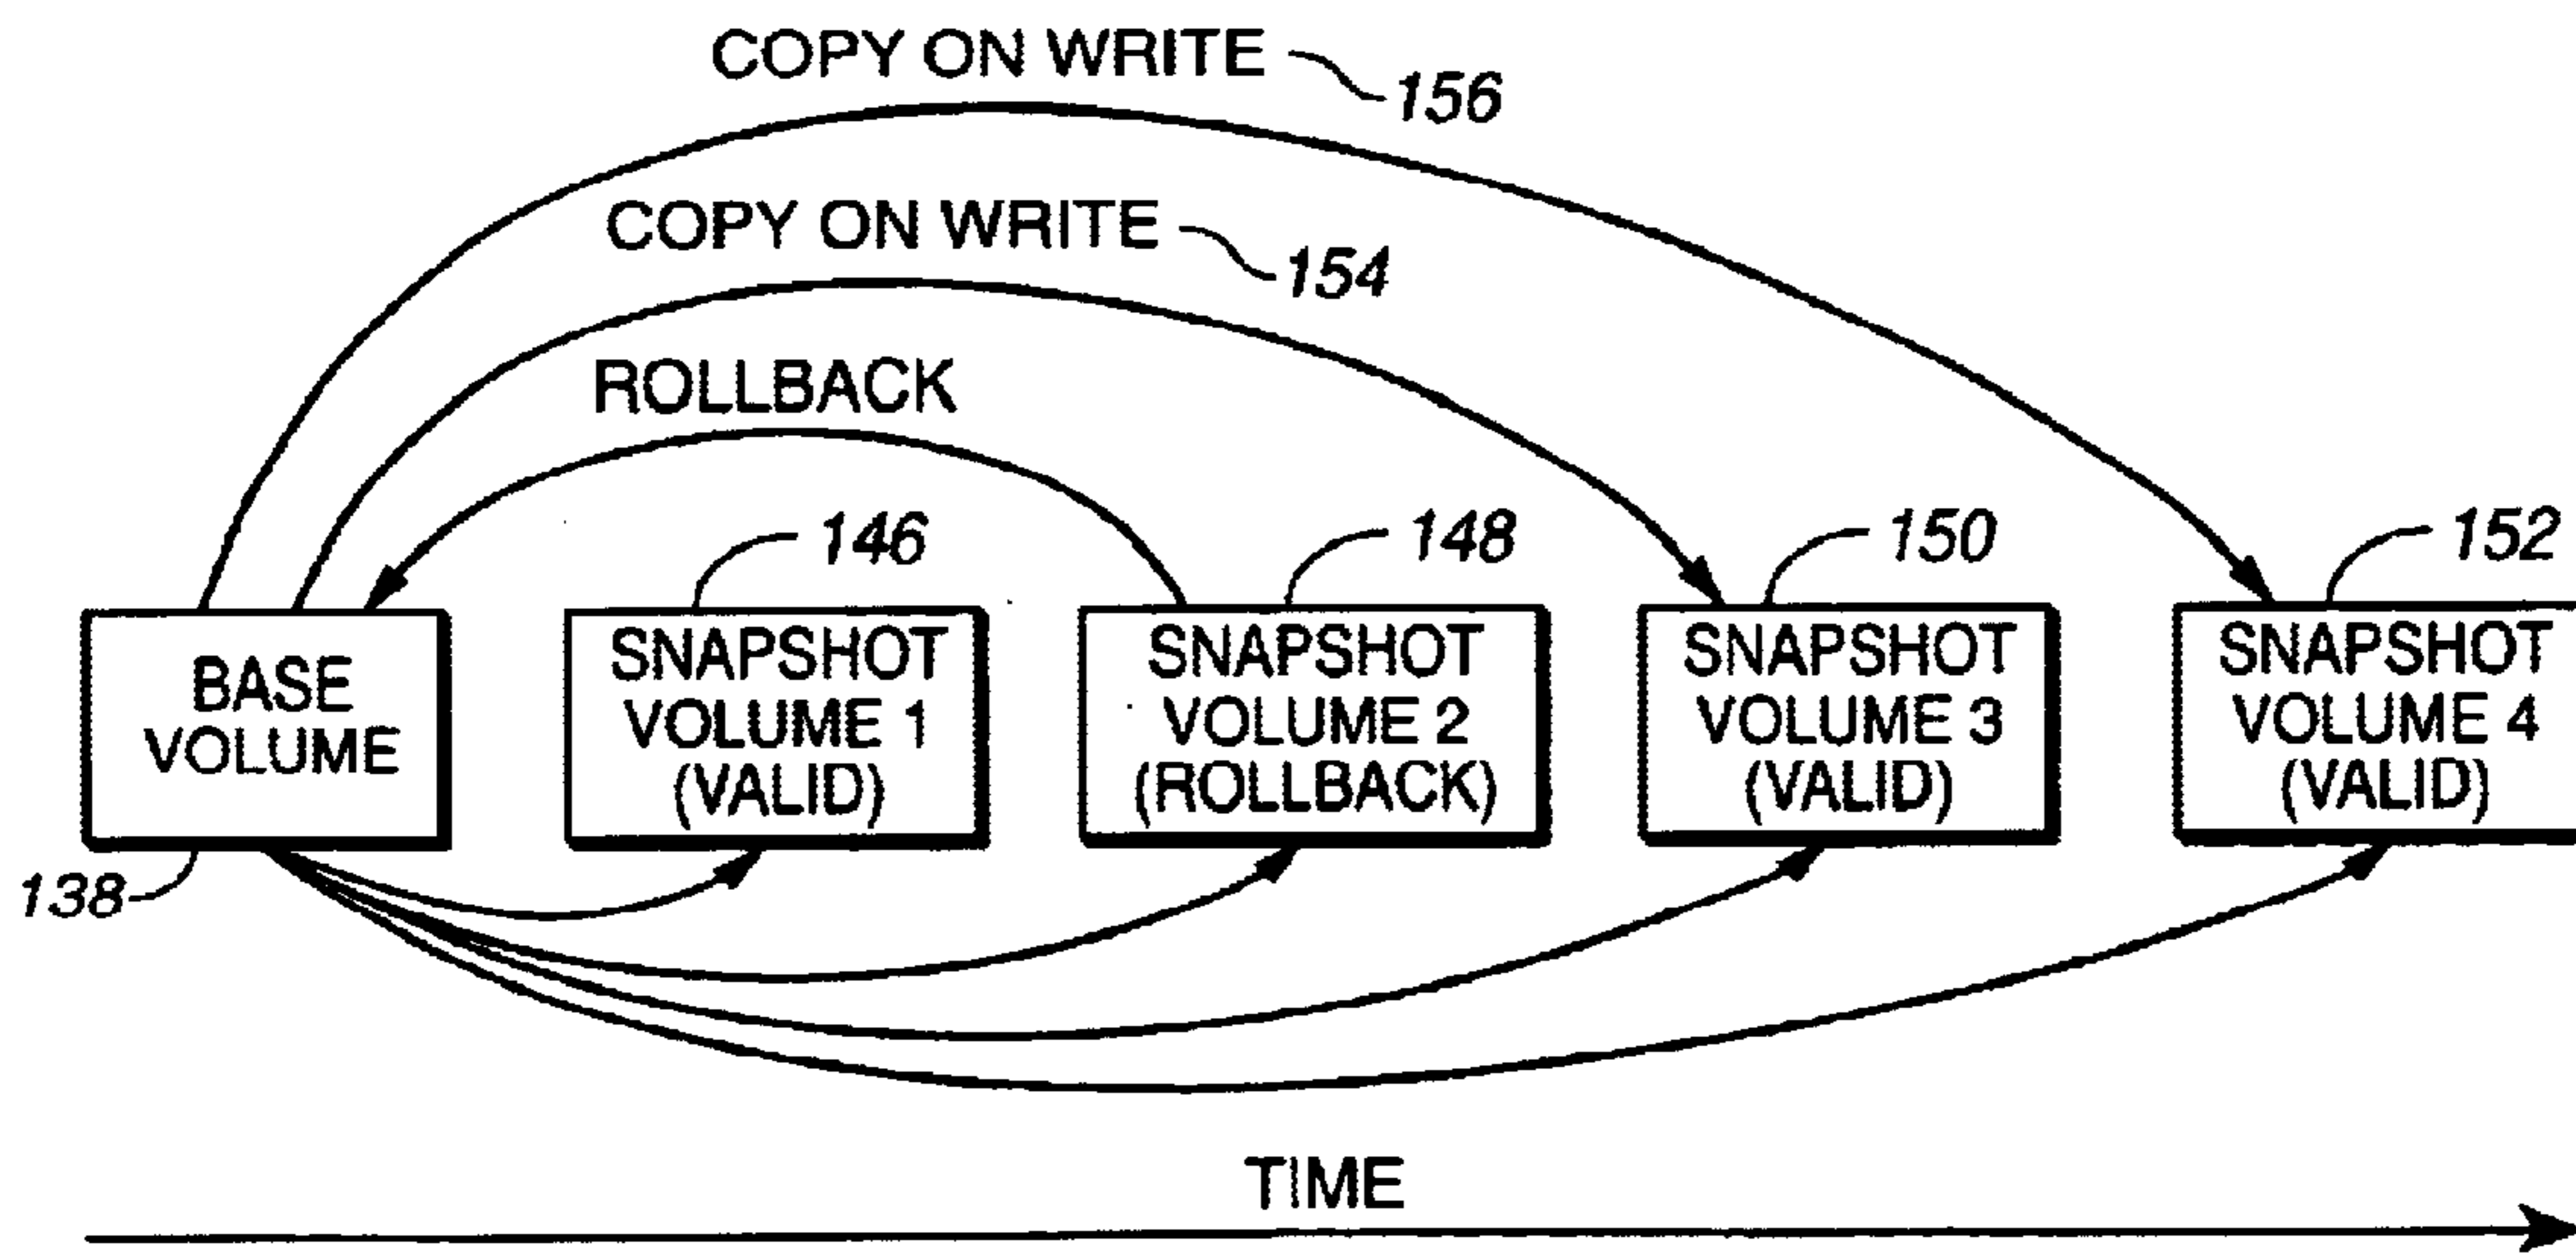 COPY ON WRITE
156
COPY ON WRITE
154
ROLLBACK
146
148
150
152
BASE
VOLUME
SNAPSHOT
VOLUME 1
(VALID)
SNAPSHOT
VOLUME 2
(ROLLBACK)
SNAPSHOT
VOLUME 3
(VALID)
SNAPSHOT
VOLUME 4
(VALID)
138
TIME